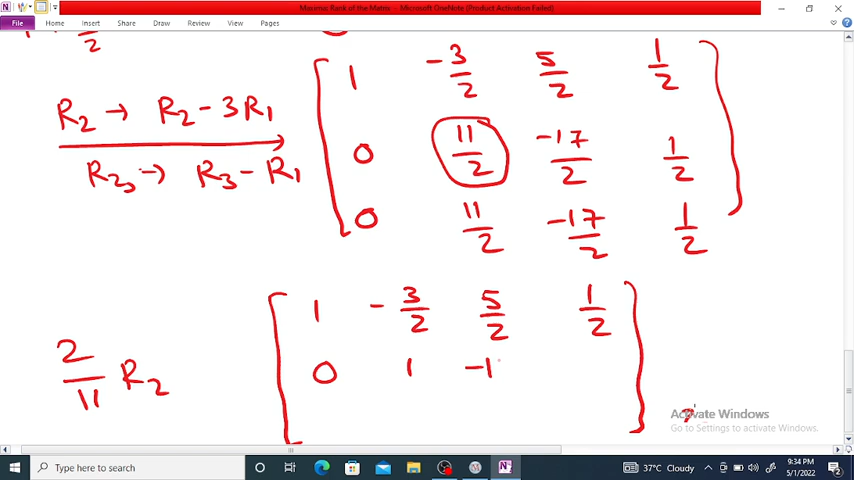 Maximic Rank of the Matrix - Microsoft OneNote (Product Activation Failed)
File Home Insert Draw History Review View Pages
2
1 -3/2 5/2 1/2
R2 → R2 - 3R1
0 11/2 -17/2 1/2
R3 → R3 - R1
0 11/2 -17/2 1/2
1 -3/2 5/2 1/2
2/11 R2
0 1 -1
Activate Windows
Go to Settings to activate Windows.
Type here to search
37°C Cloudy
9:34 PM
5/1/2022
2